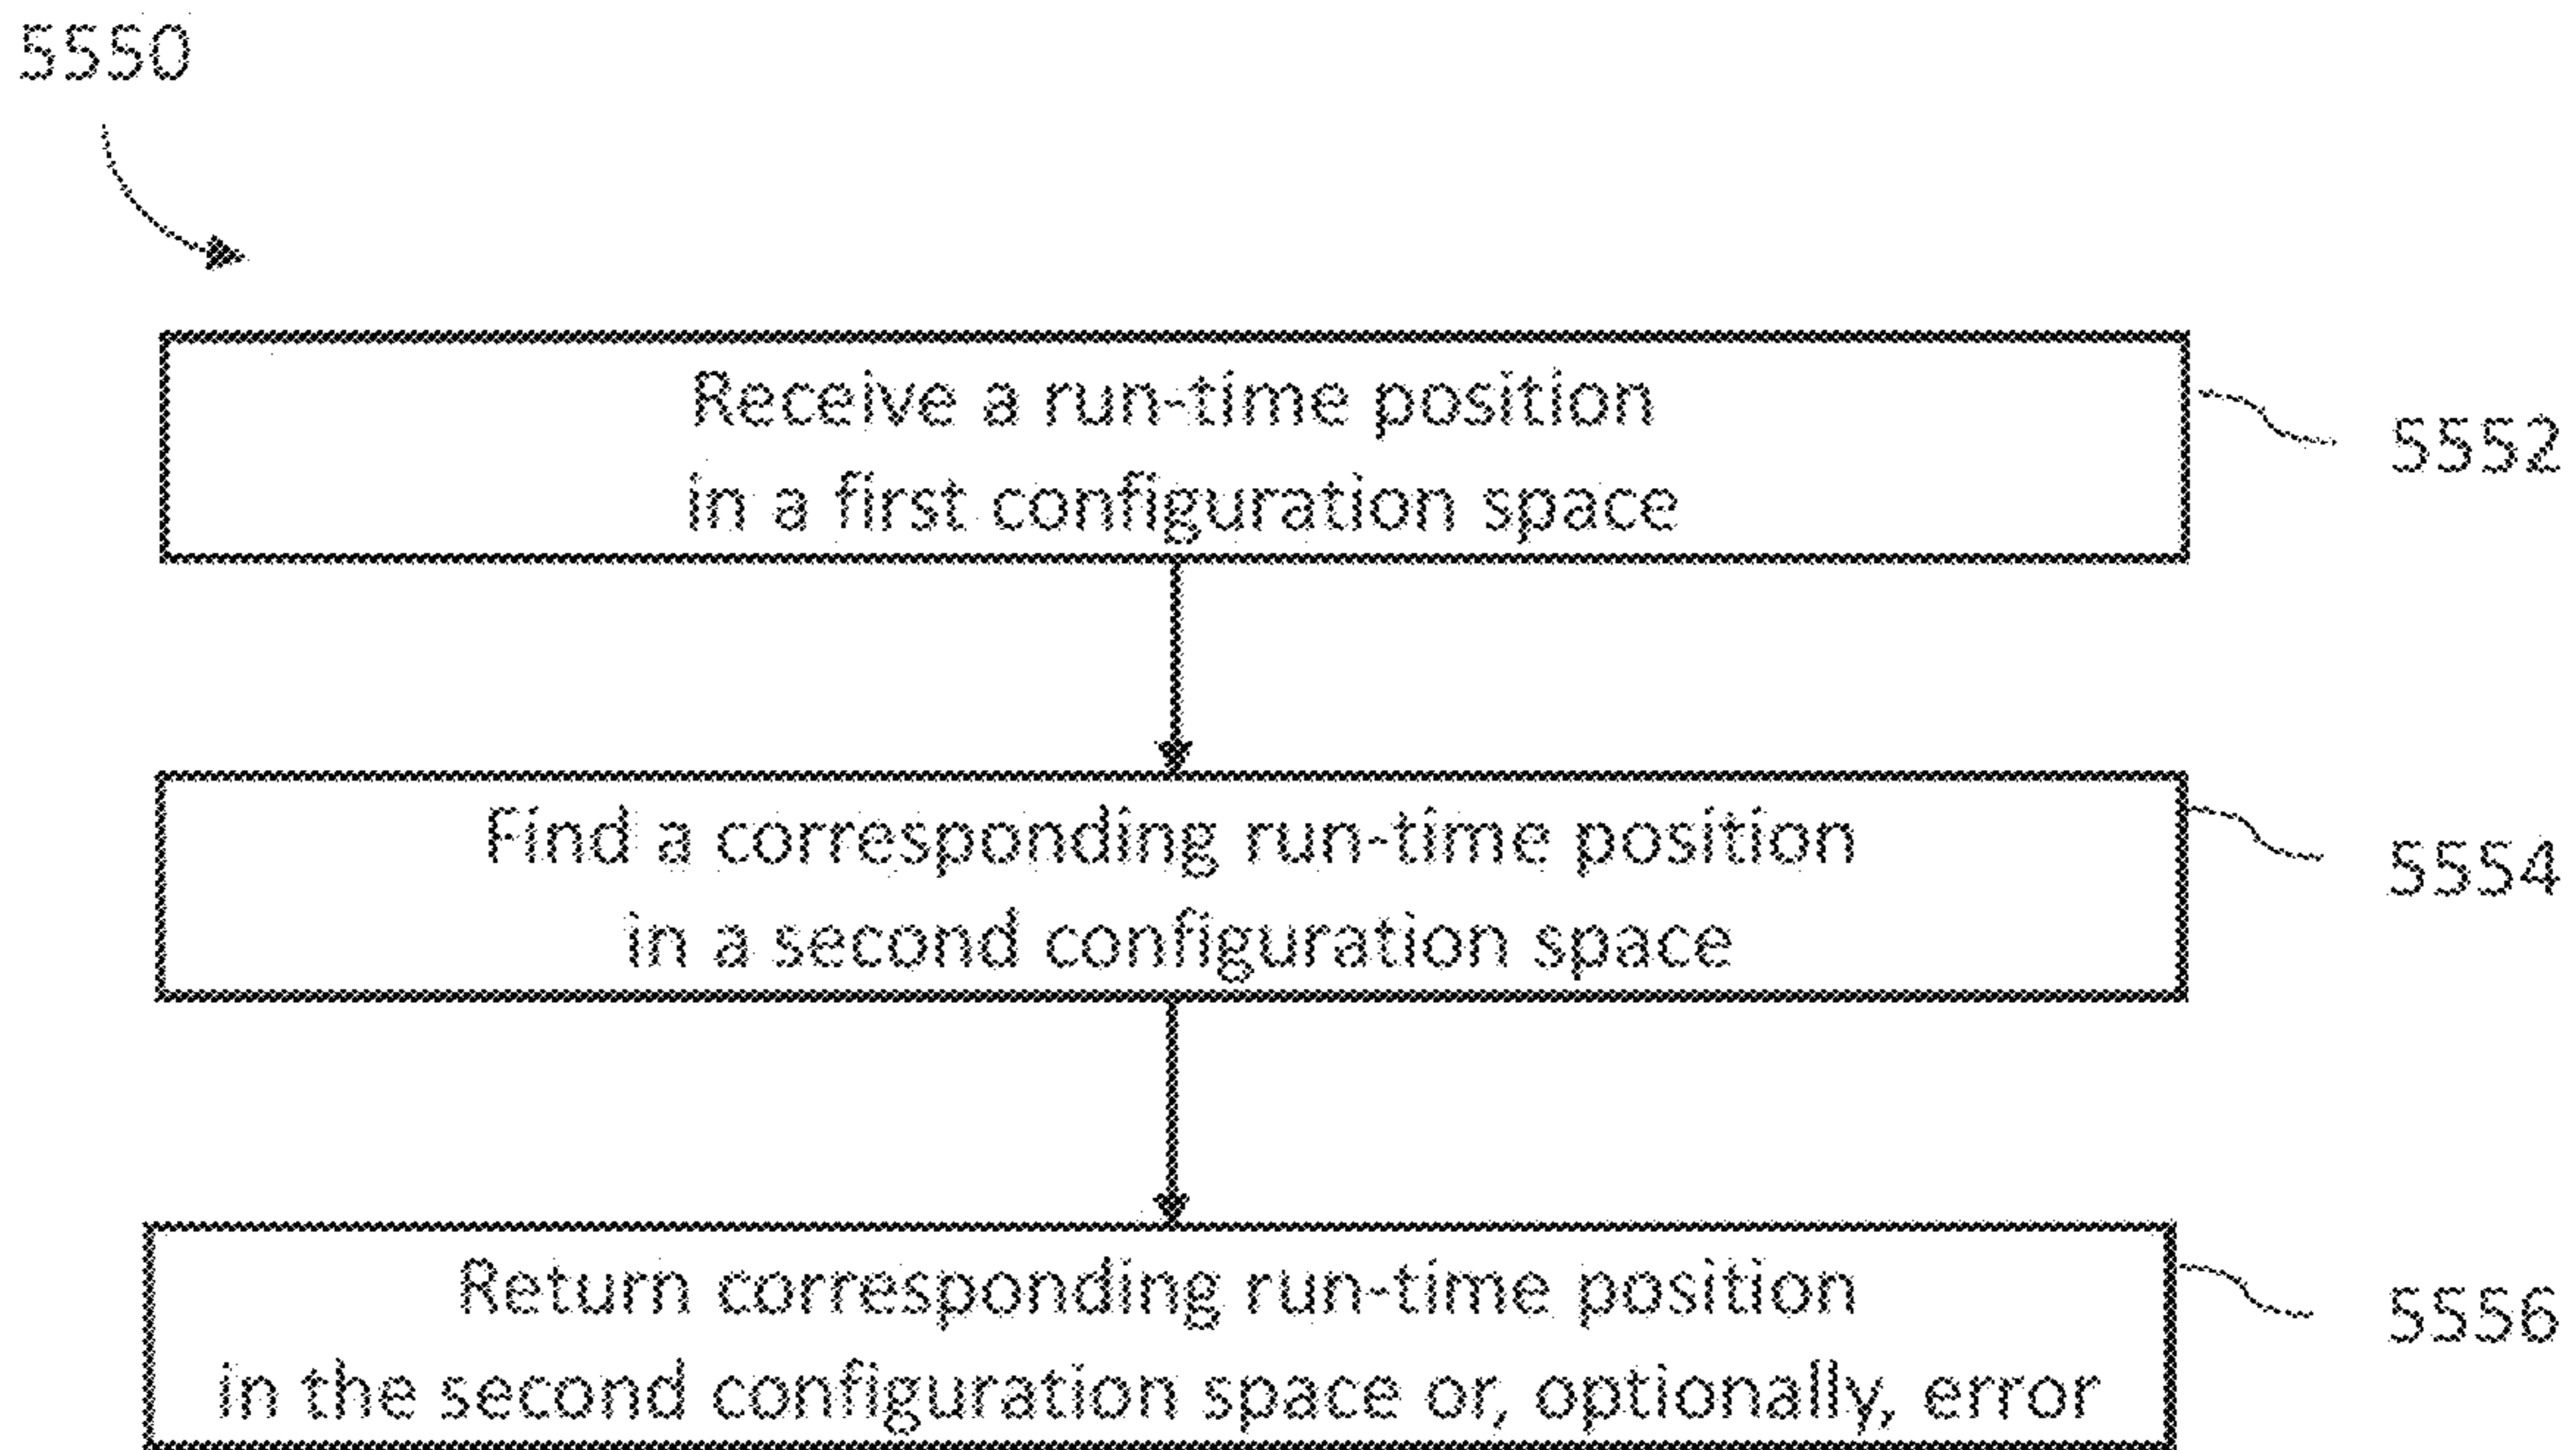 5550
Receive a run-time position
in a first configuration space
5552
Find a corresponding run-time position
in a second configuration space
5554
Return corresponding run-time position
in the second configuration space or, optionally, error
5556